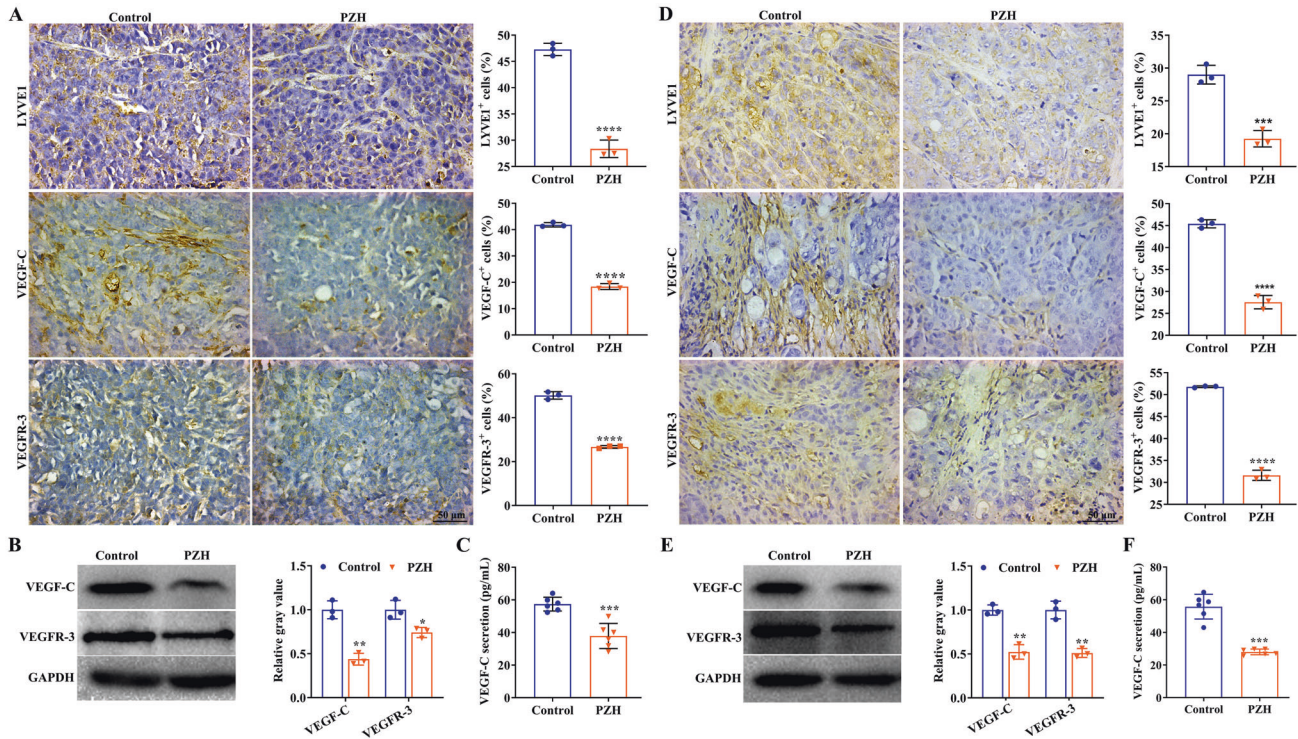 A
Control
PZH
LYVE1
VEGF-C
VEGFR-3
50 μm
LYVE1+ cells (%)
50
45
40
35
30
25
****
Control
PZH
VEGF-C+ cells (%)
60
40
20
0
****
Control
PZH
VEGFR-3+ cells (%)
60
40
20
0
****
Control
PZH
D
Control
PZH
LYVE1
VEGF-C
VEGFR-3
50 μm
LYVE1+ cells (%)
35
30
25
20
15
***
Control
PZH
VEGF-C+ cells (%)
50
45
40
35
30
25
20
****
Control
PZH
VEGFR-3+ cells (%)
55
50
45
40
35
30
25
****
Control
PZH
B
Control
PZH
VEGF-C
VEGFR-3
GAPDH
Control
PZH
Relative gray value
1.5
1.0
0.5
0.0
**
*
VEGF-C
VEGFR-3
C
VEGF-C secretion (pg/mL)
80
60
40
20
0
***
Control
PZH
E
Control
PZH
VEGF-C
VEGFR-3
GAPDH
Control
PZH
Relative gray value
1.5
1.0
0.5
0.0
**
**
VEGF-C
VEGFR-3
F
VEGF-C secretion (pg/mL)
80
60
40
20
0
***
Control
PZH